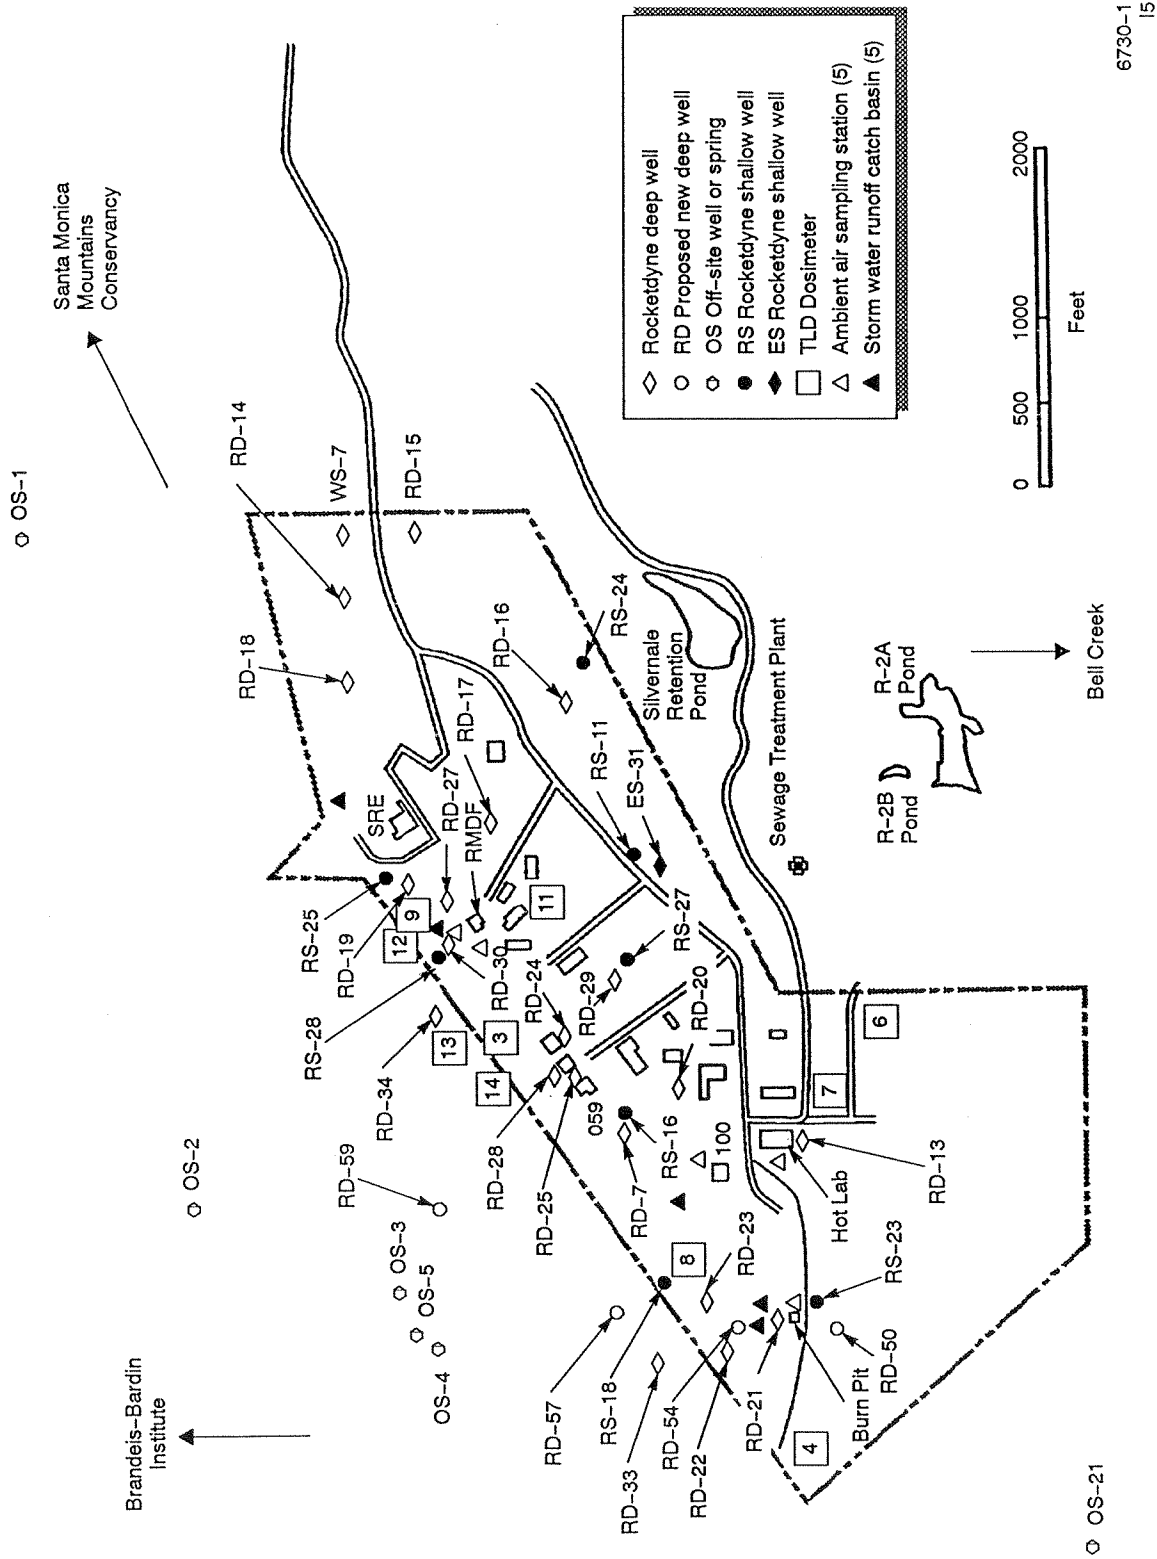 Santa Monica
Mountains
Conservancy
Brandeis–Bardin
Institute
OS–1
OS–2
OS–3
OS–5
OS–4
OS–21
RD–59
RD–57
RS–18
RD–33
RD–54
RD–22
RD–21
Burn Pit
RD–50
RS–23
RD–23
RD–34
RS–28
RD–19
RS–25
RD–18
RD–14
WS–7
RD–15
SRE
RD–27
RMDF
RD–17
RD–16
RS–24
RD–30
RD–24
RD–29
RS–27
RS–11
ES–31
RD–20
RD–28
RD–25
059
RD–7
RS–16
100
Hot Lab
RD–13
12
9
11
13
3
14
8
7
6
4
Silvernale
Retention
Pond
Sewage Treatment Plant
R–2A
Pond
R–2B
Pond
Bell Creek
Rocketdyne deep well
RD Proposed new deep well
OS Off–site well or spring
RS Rocketdyne shallow well
ES Rocketdyne shallow well
TLD Dosimeter
Ambient air sampling station (5)
Storm water runoff catch basin (5)
0 500 1000 2000
Feet
6730–1
I5